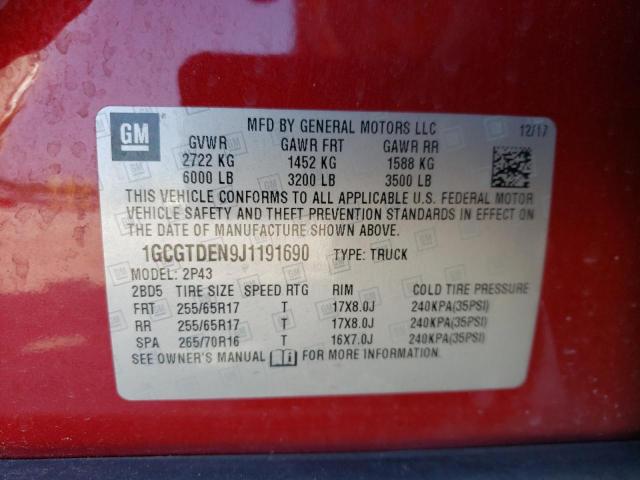 GM
MFD BY GENERAL MOTORS LLC 12/17
GVWR GAWR FRT GAWR RR
2722 KG 1452 KG 1588 KG
6000 LB 3200 LB 3500 LB
THIS VEHICLE CONFORMS TO ALL APPLICABLE U.S. FEDERAL MOTOR
VEHICLE SAFETY AND THEFT PREVENTION STANDARDS IN EFFECT ON
THE DATE OF MANUFACTURE SHOWN ABOVE.
1GCGTDEN9J1191690 TYPE: TRUCK
MODEL: 2P43
2BD5 TIRE SIZE SPEED RTG RIM COLD TIRE PRESSURE
FRT 255/65R17 T 17X8.0J 240KPA(35PSI)
RR 255/65R17 T 17X8.0J 240KPA(35PSI)
SPA 265/70R16 T 16X7.0J 240KPA(35PSI)
SEE OWNER'S MANUAL FOR MORE INFORMATION.